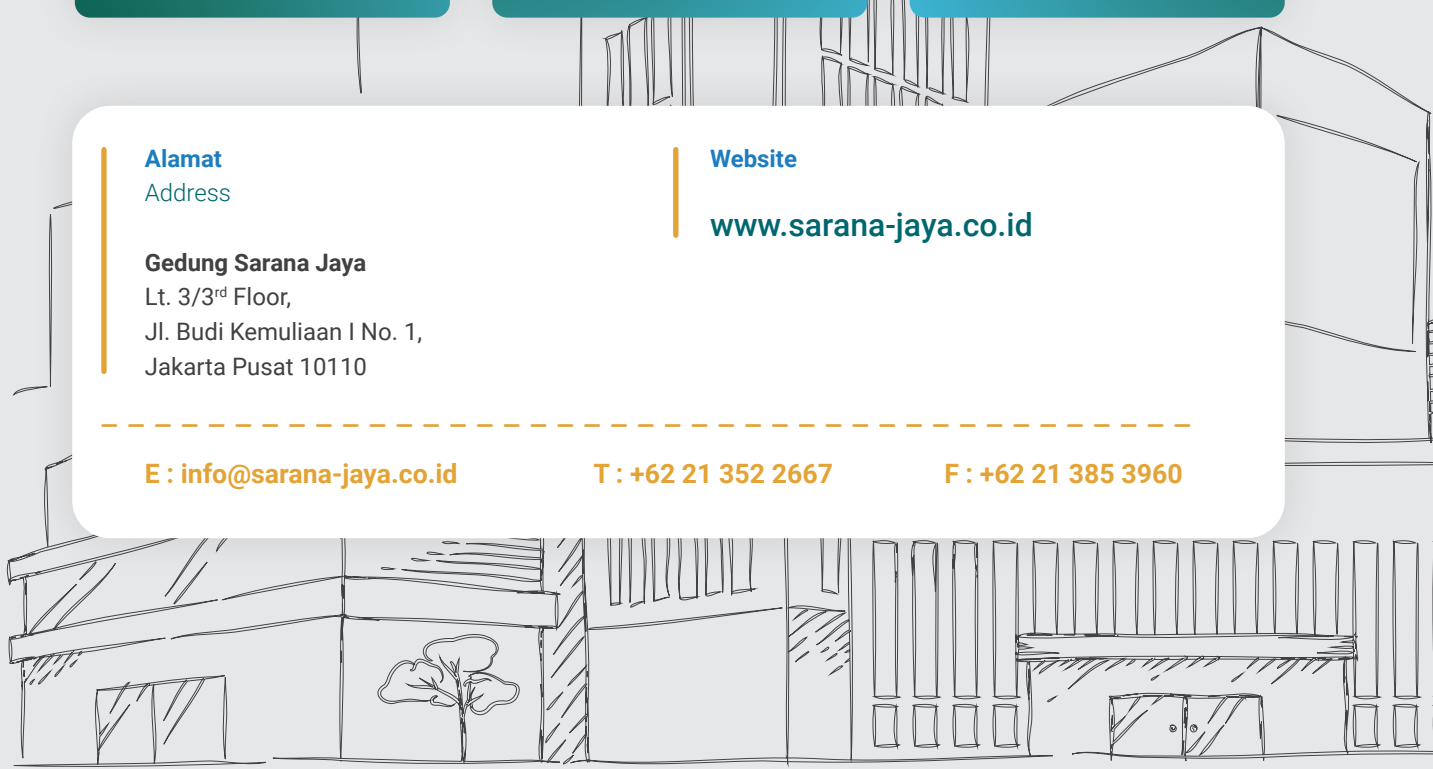 Alamat
Address
Gedung Sarana Jaya
Lt. 3/3rd Floor,
Jl. Budi Kemuliaan I No. 1,
Jakarta Pusat 10110
Website
www.sarana-jaya.co.id
E : info@sarana-jaya.co.id
T : +62 21 352 2667
F : +62 21 385 3960